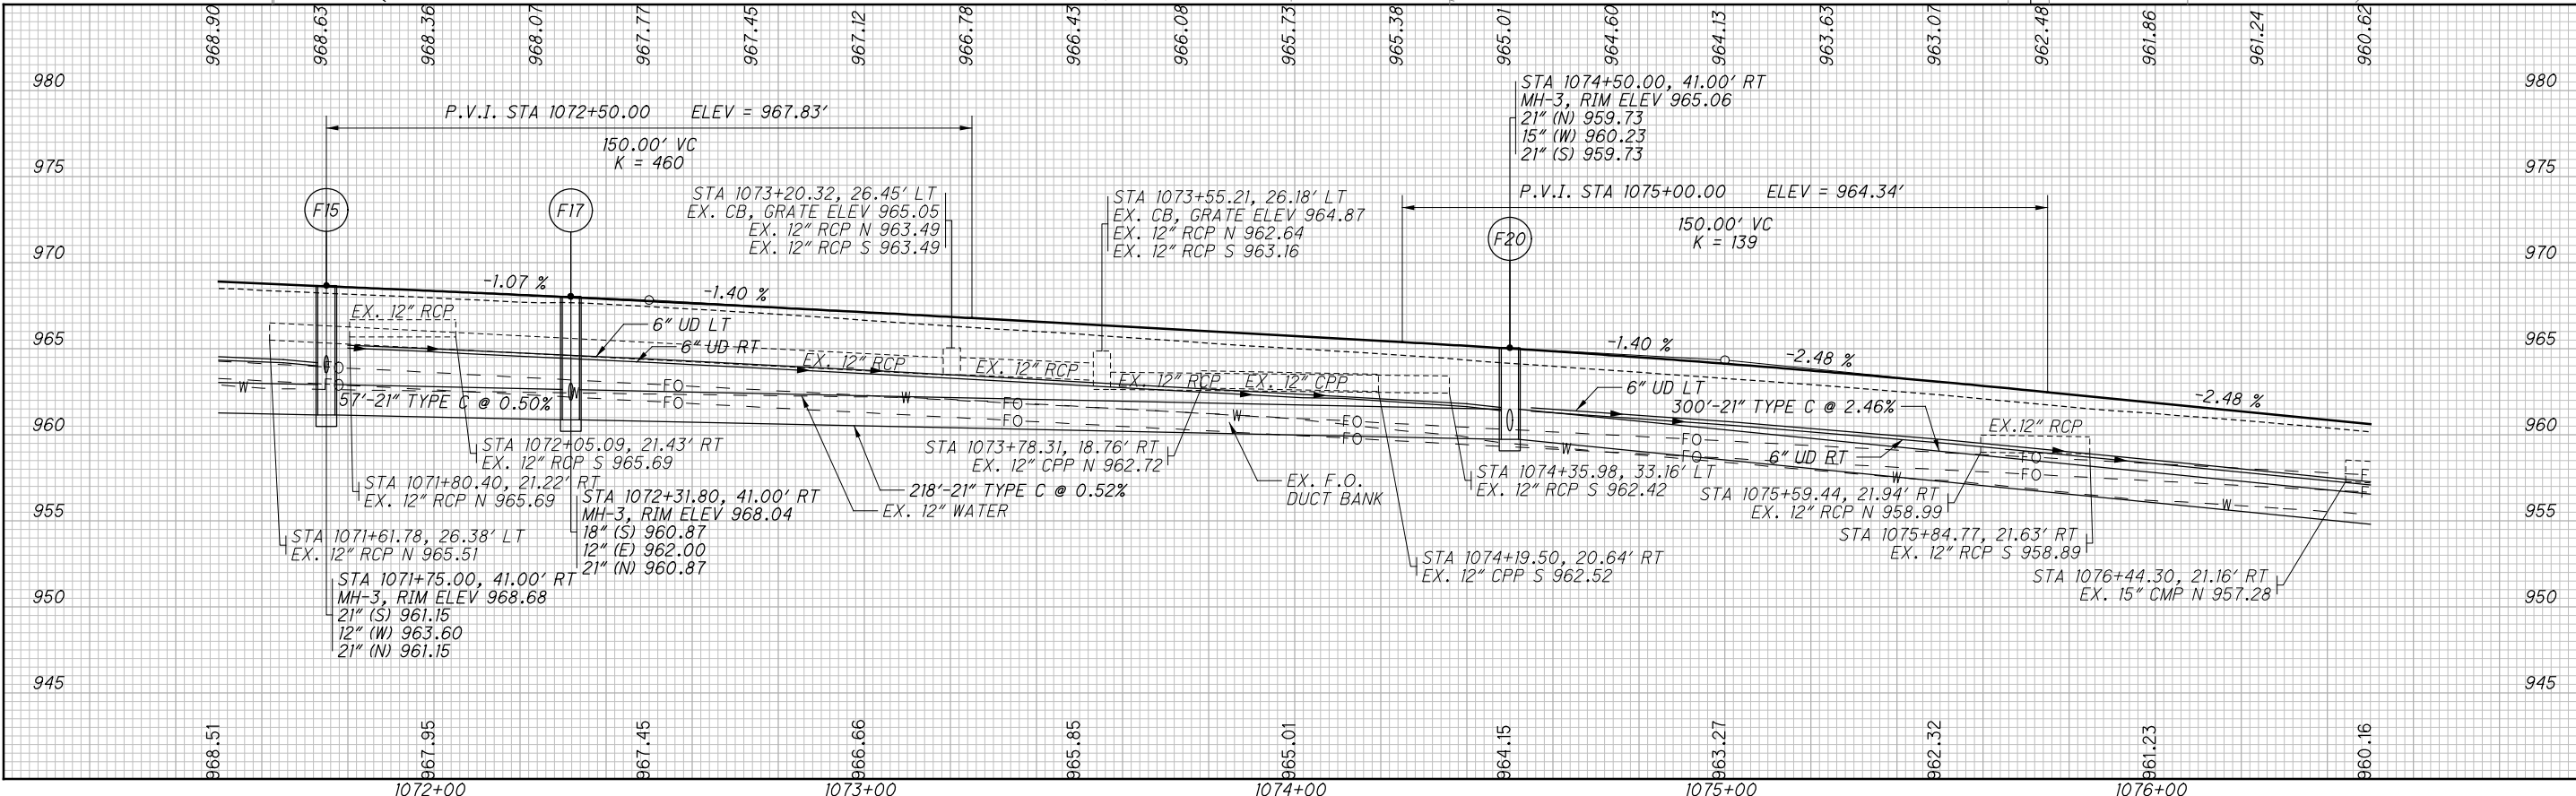 968.90 968.63 968.36 968.07 967.77 967.45 967.12 966.78 966.43 966.08 965.73 965.38 965.01 964.60 964.13 963.63 963.07 962.48 961.86 961.24 960.62
980
975
970
965
960
955
950
945
980
975
970
965
960
955
950
945
P.V.I. STA 1072+50.00 ELEV = 967.83'
150.00' VC
K = 460
F15
F17
STA 1073+20.32, 26.45' LT
EX. CB, GRATE ELEV 965.05
EX. 12" RCP N 963.49
EX. 12" RCP S 963.49
STA 1073+55.21, 26.18' LT
EX. CB, GRATE ELEV 964.87
EX. 12" RCP N 962.64
EX. 12" RCP S 963.16
STA 1074+50.00, 41.00' RT
MH-3, RIM ELEV 965.06
21" (N) 959.73
15" (W) 960.23
21" (S) 959.73
F20
P.V.I. STA 1075+00.00 ELEV = 964.34'
150.00' VC
K = 139
-1.07 %
-1.40 %
-1.40 %
-2.48 %
-2.48 %
EX. 12" RCP
6" UD LT
6" UD RT
EX. 12" RCP
EX. 12" RCP
EX. 12" RCP
EX. 12" CPP
6" UD LT
300'-21" TYPE C @ 2.46%
6" UD RT
EX.12" RCP
W FO FO W FO FO W FO FO W FO FO W FO FO W FO FO W F F
57'-21" TYPE C @ 0.50%
STA 1072+05.09, 21.43' RT
EX. 12" RCP S 965.69
STA 1071+80.40, 21.22' RT
EX. 12" RCP N 965.69
STA 1071+61.78, 26.38' LT
EX. 12" RCP N 965.51
STA 1071+75.00, 41.00' RT
MH-3, RIM ELEV 968.68
21" (S) 961.15
12" (W) 963.60
21" (N) 961.15
STA 1072+31.80, 41.00' RT
MH-3, RIM ELEV 968.04
18" (S) 960.87
12" (E) 962.00
21" (N) 960.87
218'-21" TYPE C @ 0.52%
EX. 12" WATER
STA 1073+78.31, 18.76' RT
EX. 12" CPP N 962.72
EX. F.O.
DUCT BANK
STA 1074+35.98, 33.16' LT
EX. 12" RCP S 962.42
STA 1074+19.50, 20.64' RT
EX. 12" CPP S 962.52
STA 1075+59.44, 21.94' RT
EX. 12" RCP N 958.99
STA 1075+84.77, 21.63' RT
EX. 12" RCP S 958.89
STA 1076+44.30, 21.16' RT
EX. 15" CMP N 957.28
968.51 967.95 967.45 966.66 965.85 965.01 964.15 963.27 962.32 961.23 960.16
1072+00 1073+00 1074+00 1075+00 1076+00